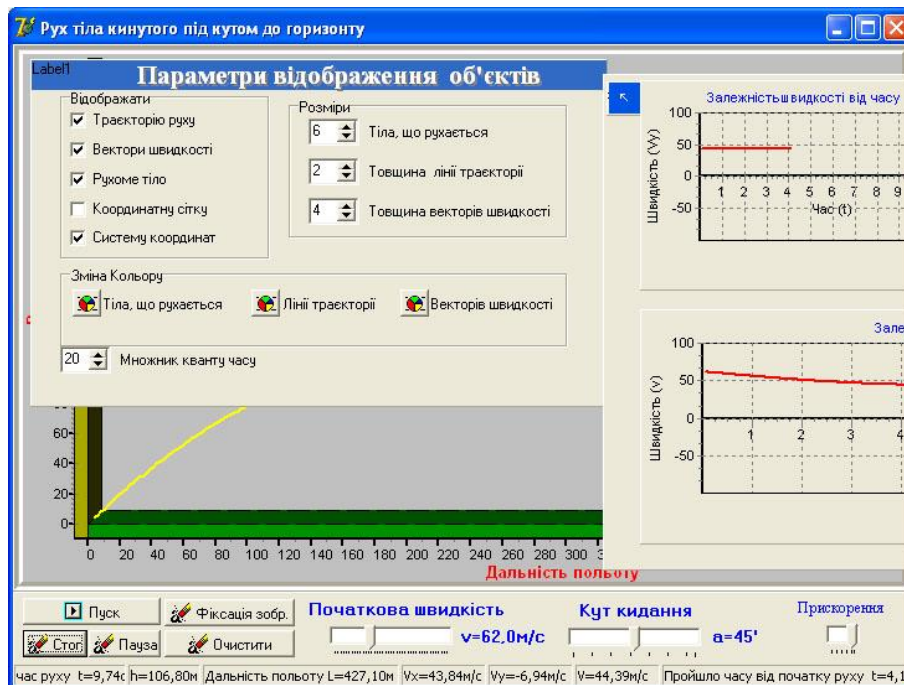 Рух тіла кинутого під кутом до горизонту
Label1
Параметри відображення об'єктів
Відображати
Траєкторію руху
Вектори швидкості
Рухоме тіло
Координатну сітку
Систему координат
Розміри
6 Тіла, що рухається
2 Товщина лінії траєкторії
4 Товщина векторів швидкості
Зміна Кольору
Тіла, що рухається Лінії траєкторії Векторів швидкості
20 Множник кванту часу
Залежністьшвидкості від часу
Швидкість (Vy)
100
50
0
-50
1 2 3 4 5 6 7 8 9
Час (t)
Зале
Швидкість (v)
100
50
0
-50
1 2 3 4
60
40
20
0
0 20 40 60 80 100 120 140 160 180 200 220 240 260 280 300
Дальність польоту
Пуск Фіксація зобр.
Стоп Пауза Очистити
Початкова швидкість
v=62,0м/с
Кут кидання
a=45'
Прискорення
час руху t=9,74с h=106,80м Дальність польоту L=427,10м Vx=43,84м/с Vy=-6,94м/с V=44,39м/с Пройшло часу від початку руху t=4,1